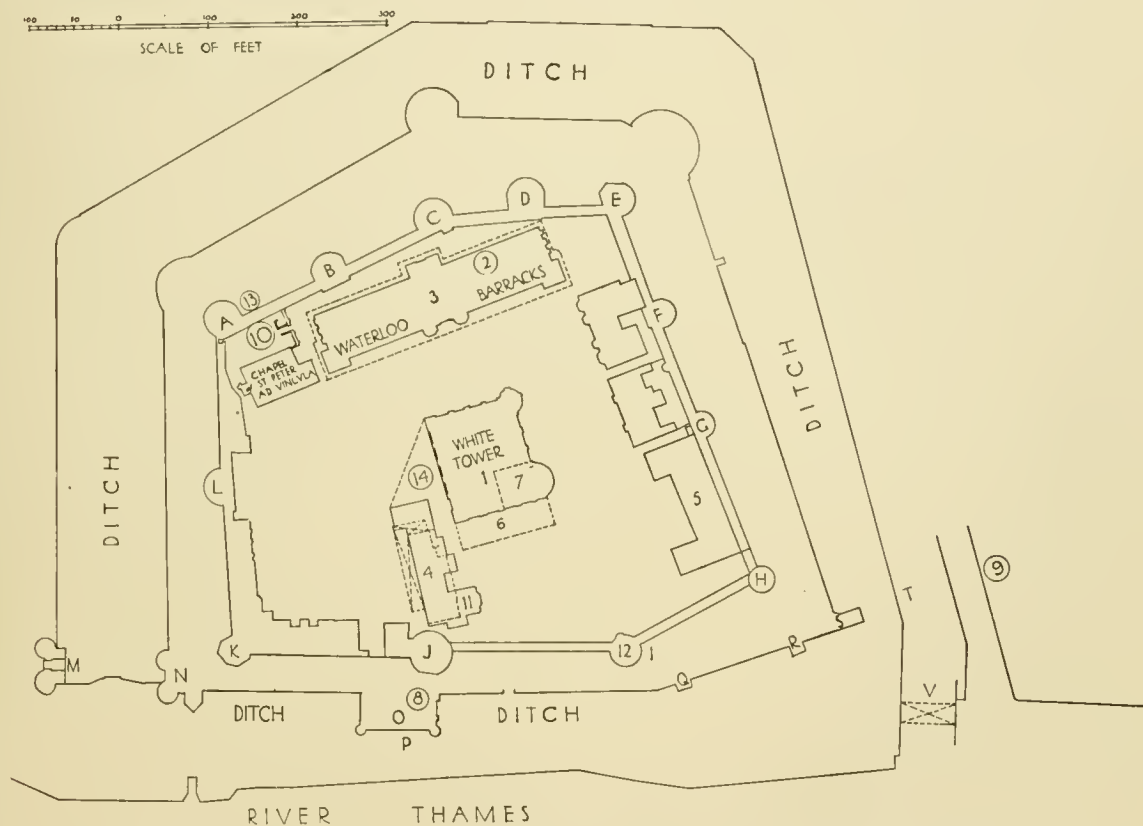 100 50 0 100 200 300
SCALE OF FEET
DITCH
D
E
C
B
2
BARRACKS
3
WATERLOO
A
13
10
F
CHAPEL
ST PETER
AD VINLVLA
DITCH
WHITE
TOWER
1
7
G
14
L
DITCH
6
5
4
11
H
9
T
K
J
12
I
R
S
M
N
Q
V
8
DITCH
O
DITCH
P
RIVER THAMES